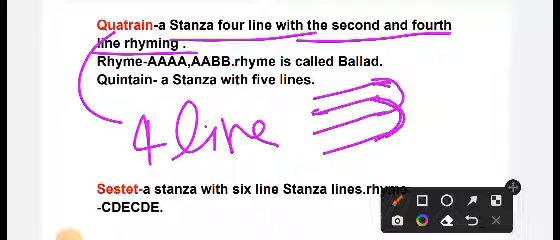 Quatrain-a Stanza four line with the second and fourth
line rhyming .
Rhyme-AAAA,AABB.rhyme is called Ballad.
Quintain- a Stanza with five lines.
4 line
Sestet-a stanza with six line Stanza lines.rhyme
-CDECDE.